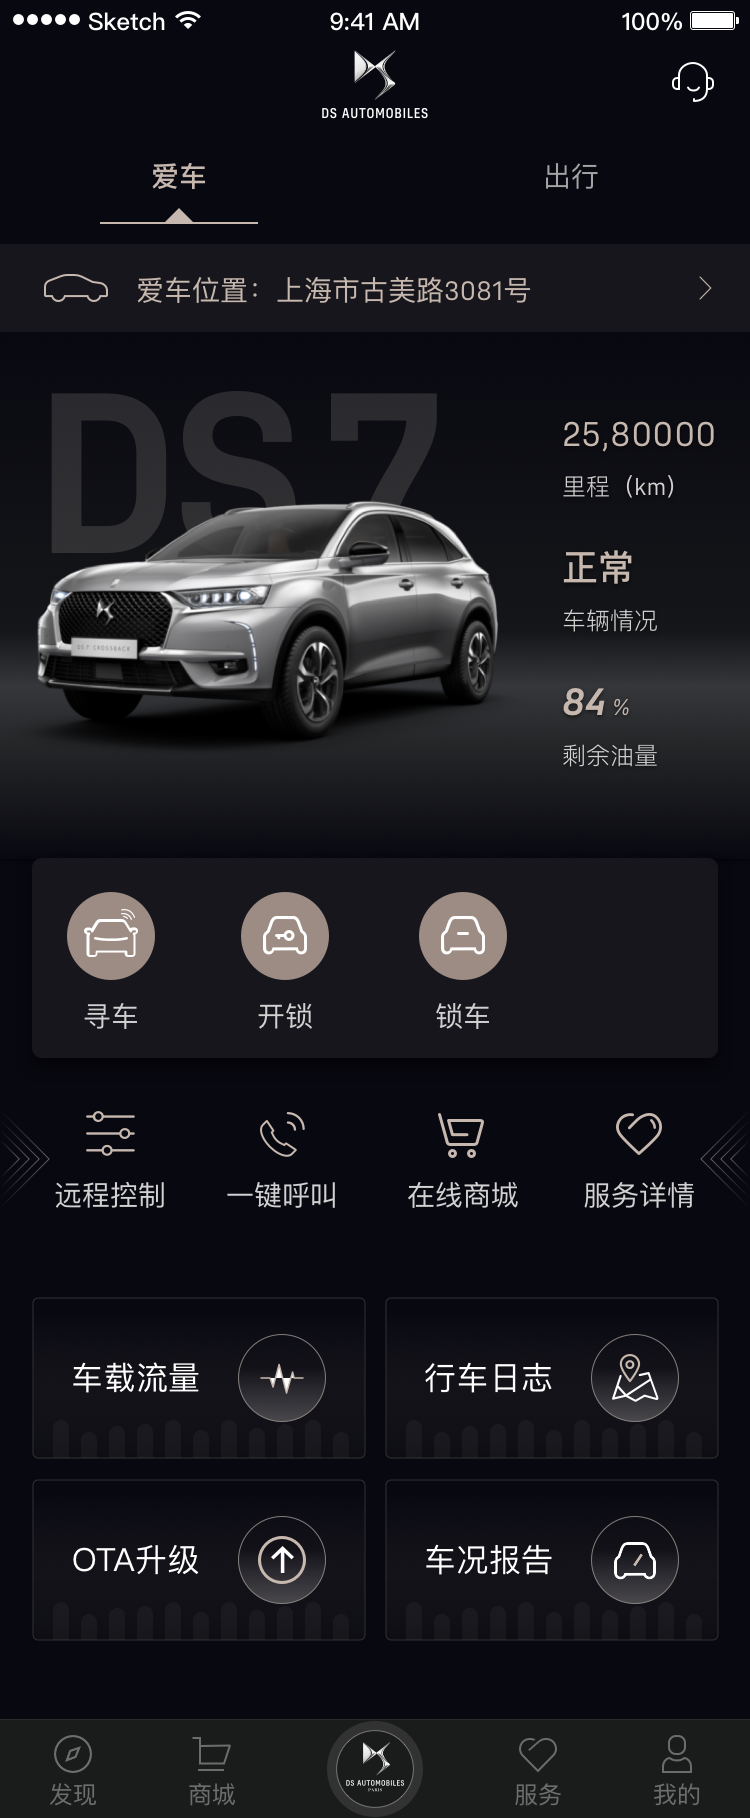 Sketch 9:41 AM 100%
DS AUTOMOBILES
爱车 出行
爱车位置：上海市古美路3081号
DS 7
25,80000
里程（km）
正常
车辆情况
DS 7 CROSSBACK
84 %
剩余油量
寻车 开锁 锁车
远程控制 一键呼叫 在线商城 服务详情
车载流量 行车日志
OTA升级 车况报告
DS AUTOMOBILES
PARIS
发现 商城 服务 我的